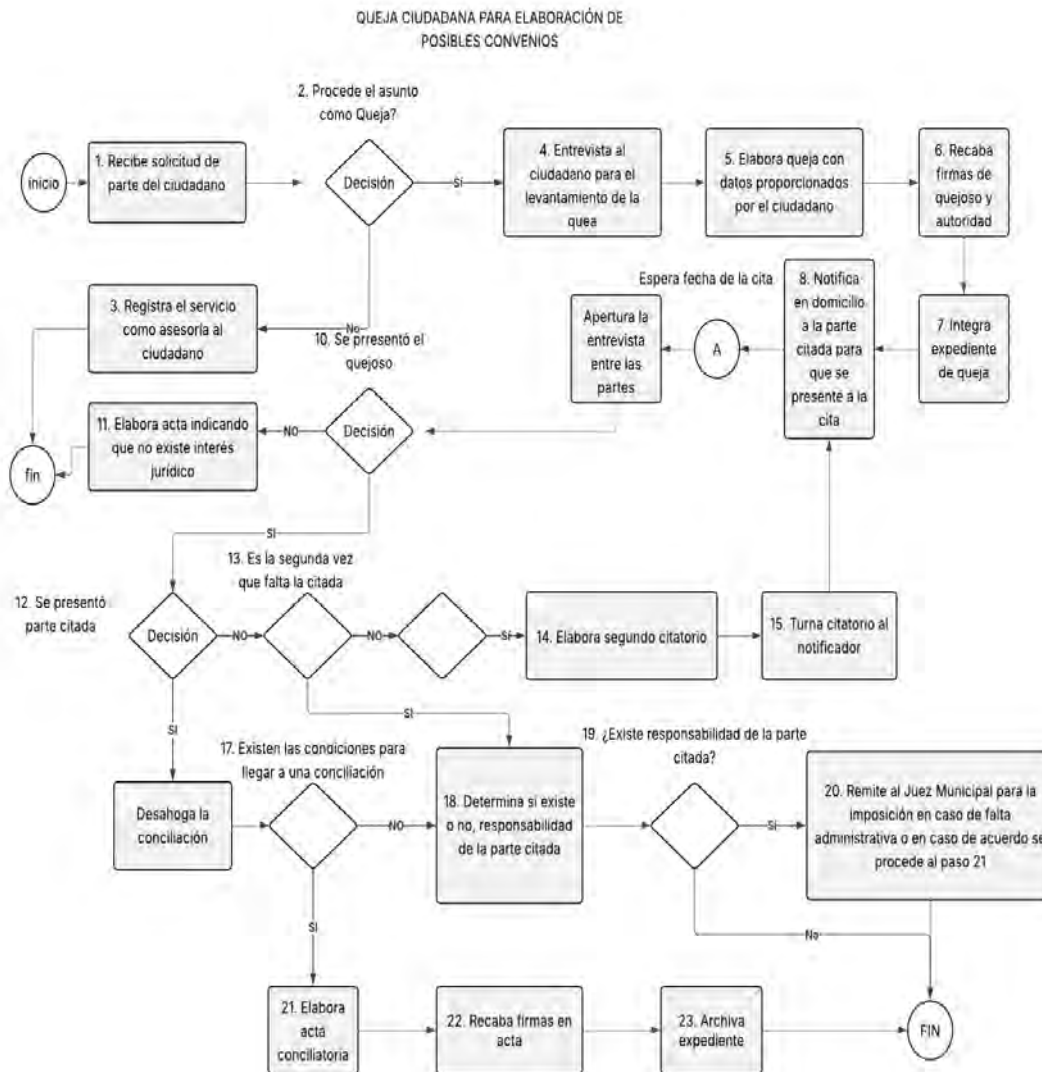 QUEJA CIUDADANA PARA ELABORACIÓN DE
POSIBLES CONVENIOS
2. Procede el asunto
como Queja?
inicio
1. Recibe solicitud de
parte del ciudadano
Decisión
SI
4. Entrevista al
ciudadano para el
levantamiento de la
quea
5. Elabora queja con
datos proporcionados
por el ciudadano
6. Recaba
firmas de
quejoso y
autoridad
No
3. Registra el servicio
como asesoría al
ciudadano
Espera fecha de la cita
Apertura la
entrevista
entre las
partes
A
8. Notifica
en domicilio
a la parte
citada para
que se
presente a la
cita
7. Integra
expediente
de queja
10. Se prresentó el
quejoso
Decisión
NO
11. Elabora acta indicando
que no existe interés
jurídico
fin
SI
12. Se presentó
parte citada
Decisión
NO
13. Es la segunda vez
que falta la citada
NO
SI
14. Elabora segundo citatorio
15. Turna citatorio al
notificador
SI
SI
Desahoga la
conciliación
17. Existen las condiciones para
llegar a una conciliación
NO
18. Determina si existe
o no, responsabilidad
de la parte citada
19. ¿Existe responsabilidad de la parte
citada?
SI
20. Remite al Juez Municipal para la
imposición en caso de falta
administrativa o en caso de acuerdo se
procede al paso 21
SI
No
21. Elabora
acta
conciliatoria
22. Recaba firmas en
acta
23. Archiva
expediente
FIN